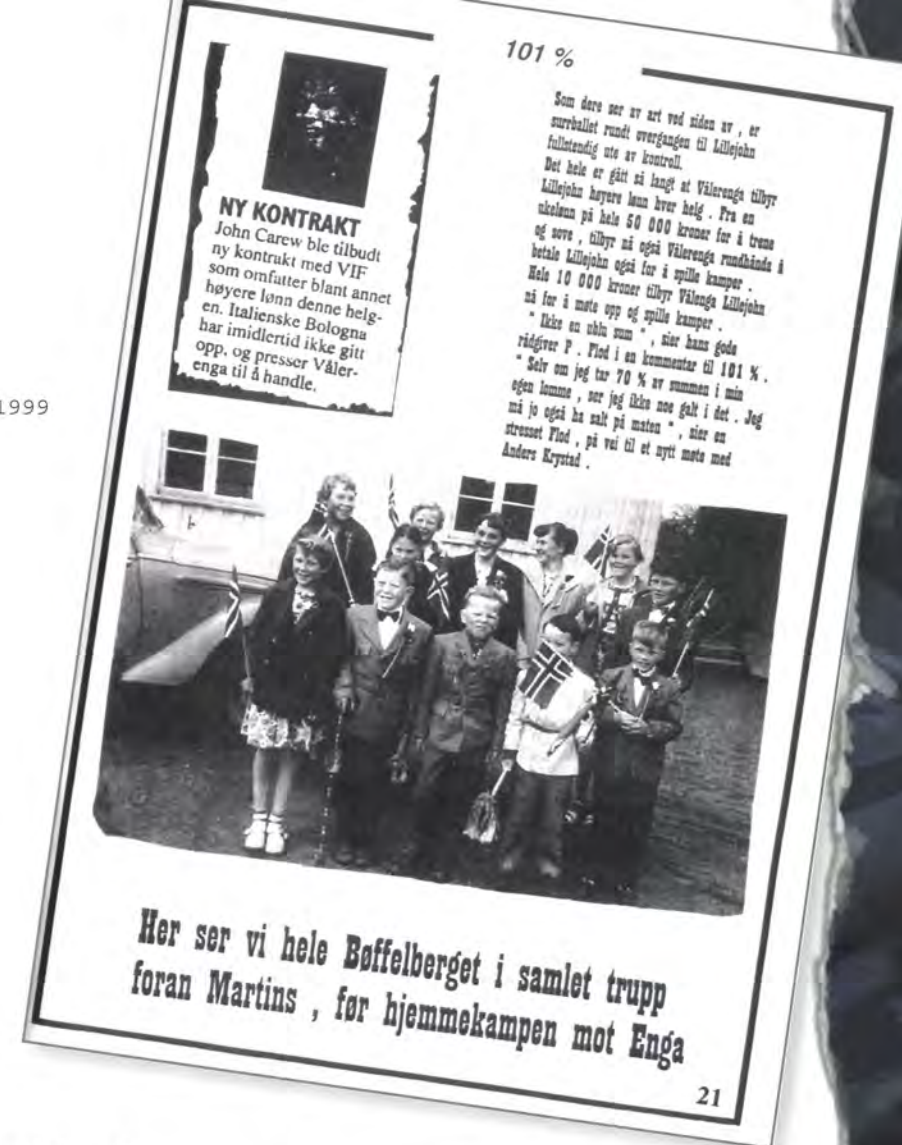 101 %
NY KONTRAKT
John Carew ble tilbudt
ny kontrakt med VIF
som omfatter blant annet
høyere lønn denne helg-
en. Italienske Bologna
har imidlertid ikke gitt
opp, og presser Våler-
enga til å handle.
Som dere ser av art ved siden av , er
surrballet rundt overgangen til Lillejohn
fullstendig ute av kontroll.
Det hele er gått så langt at Vålerenga tilbyr
Lillejohn høyere lønn hver helg . Fra en
ukelønn på hele 50 000 kroner for å trene
og sove , tilbyr nå også Vålerenga rundhånda å
betale Lillejohn også for å spille kamper .
Hele 10 000 kroner tilbyr Vålenga Lillejohn
nå for å møte opp og spille kamper .
" Ikke en ublu sum " , sier hans gode
rådgiver P . Flod i en kommentar til 101 % .
" Selv om jeg tar 70 % av summen i min
egen lomme , ser jeg ikke noe galt i det . Jeg
må jo også ha salt på maten " , sier en
stresset Flod , på vei til et nytt møte med
Anders Krystad .
1999
Her ser vi hele Bøffelberget i samlet trupp
foran Martins , før hjemmekampen mot Enga
21